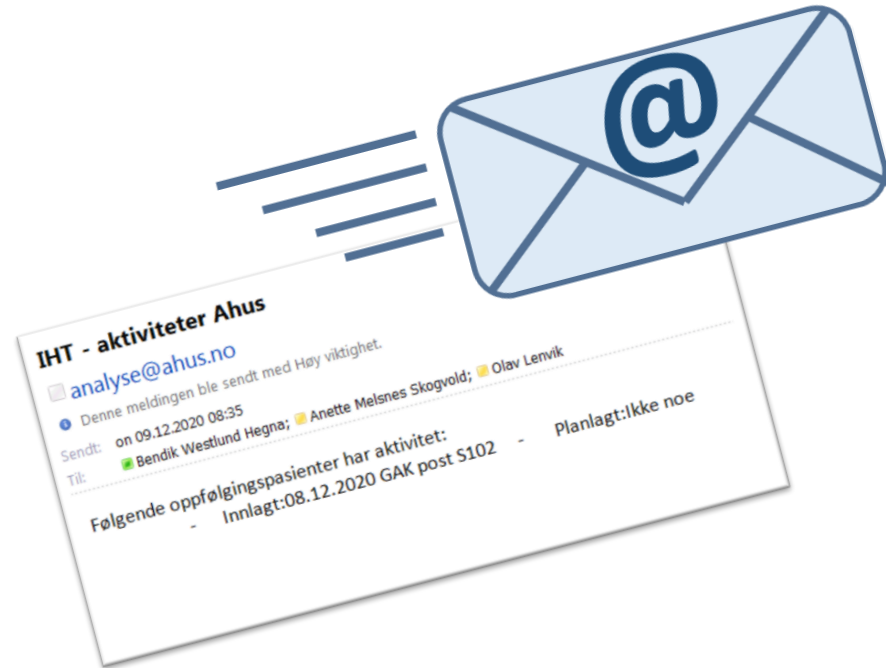 @
IHT - aktiviteter Ahus
analyse@ahus.no
Denne meldingen ble sendt med Høy viktighet.
Sendt: on 09.12.2020 08:35
Til: Bendik Westlund Hegna; Anette Melsnes Skogvold; Olav Lenvik
Følgende oppfølgingspasienter har aktivitet:
- Innlagt:08.12.2020 GAK post S102 - Planlagt:Ikke noe